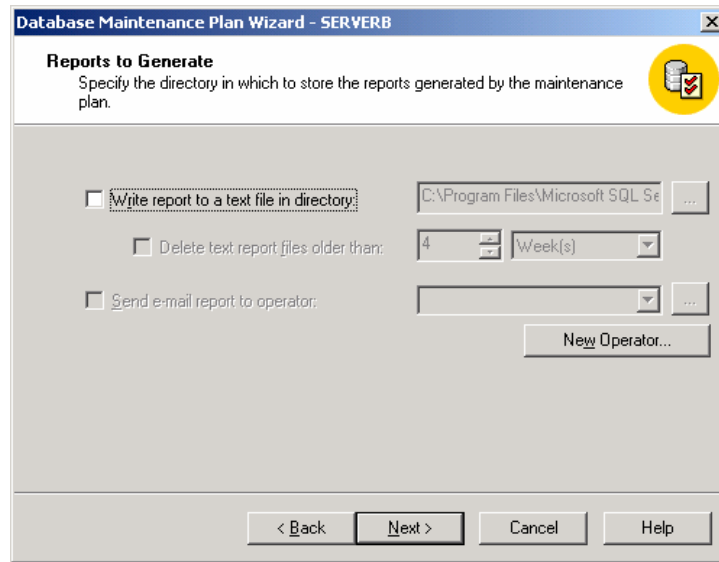 Database Maintenance Plan Wizard - SERVERB
Reports to Generate
Specify the directory in which to store the reports generated by the maintenance
plan.
Write report to a text file in directory: C:\Program Files\Microsoft SQL Se ...
Delete text report files older than: 4 Week(s)
Send e-mail report to operator: ...
New Operator...
< Back Next > Cancel Help